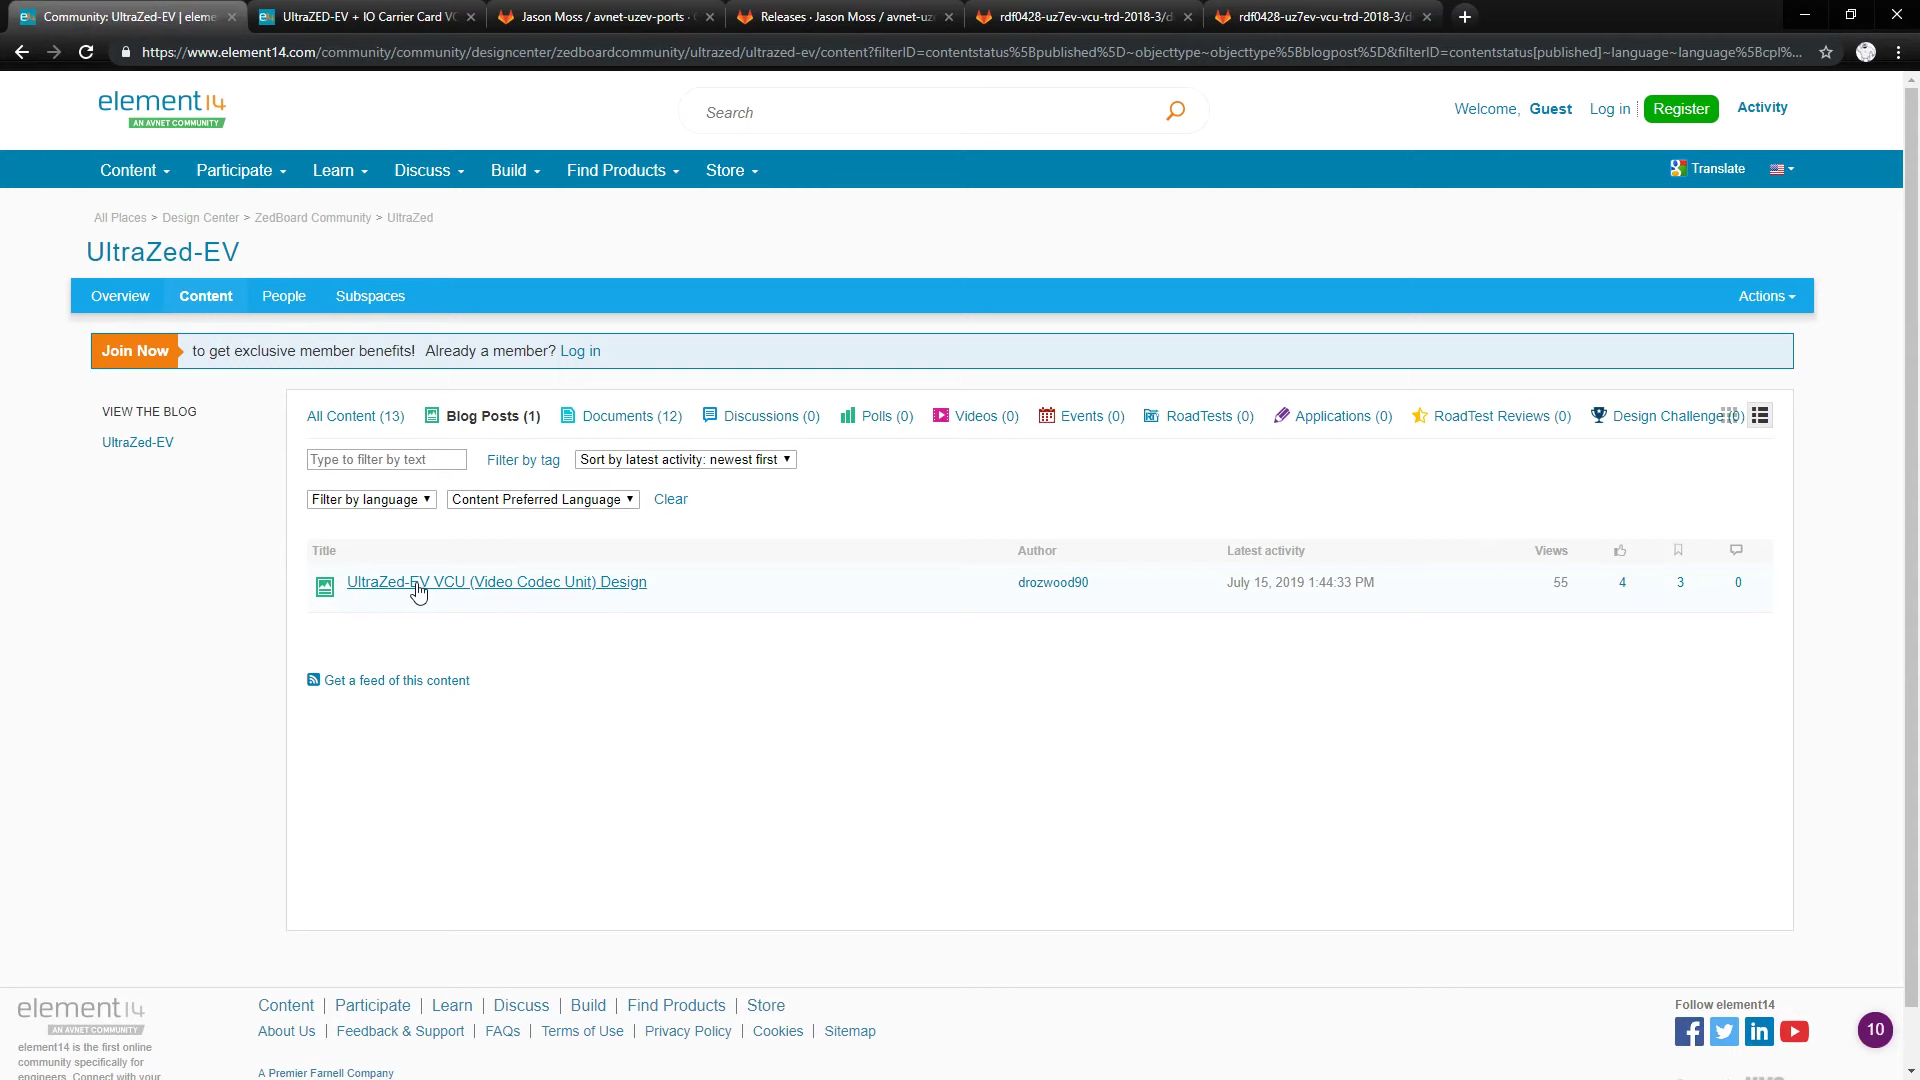 Community: UltraZed-EV | eleme
UltraZED-EV + IO Carrier Card VC
Jason Moss / avnet-uzev-ports ·
Releases · Jason Moss / avnet-uz
rdf0428-uz7ev-vcu-trd-2018-3/d
rdf0428-uz7ev-vcu-trd-2018-3/d
https://www.element14.com/community/community/designcenter/zedboardcommunity/ultrazed/ultrazed-ev/content?filterID=contentstatus%5Bpublished%5D~objecttype~objecttype%5Bblogpost%5D&filterID=contentstatus[published]~language~language%5Bcpl%...
element14
AN AVNET COMMUNITY
Search
Welcome, Guest Log in Register Activity
Content Participate Learn Discuss Build Find Products Store Translate
All Places > Design Center > ZedBoard Community > UltraZed
UltraZed-EV
Overview Content People Subspaces Actions
Join Now to get exclusive member benefits! Already a member? Log in
VIEW THE BLOG
UltraZed-EV
All Content (13) Blog Posts (1) Documents (12) Discussions (0) Polls (0) Videos (0) Events (0) RoadTests (0) Applications (0) RoadTest Reviews (0) Design Challenge (0)
Type to filter by text Filter by tag Sort by latest activity: newest first
Filter by language Content Preferred Language Clear
Title Author Latest activity Views
UltraZed-EV VCU (Video Codec Unit) Design drozwood90 July 15, 2019 1:44:33 PM 55 4 3 0
Get a feed of this content
element14
AN AVNET COMMUNITY
element14 is the first online
community specifically for
engineers. Connect with your
Content | Participate | Learn | Discuss | Build | Find Products | Store
About Us | Feedback & Support | FAQs | Terms of Use | Privacy Policy | Cookies | Sitemap
A Premier Farnell Company
Follow element14
10